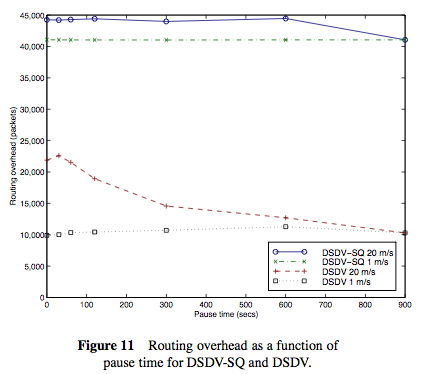 45,000
40,000
35,000
30,000
25,000
20,000
15,000
10,000
5,000
0
Routing overhead (packets)
0 100 200 300 400 500 600 700 800 900
Pause time (secs)
DSDV-SQ 20 m/s
DSDV-SQ 1 m/s
DSDV 20 m/s
DSDV 1 m/s
Figure 11 Routing overhead as a function of
pause time for DSDV-SQ and DSDV.